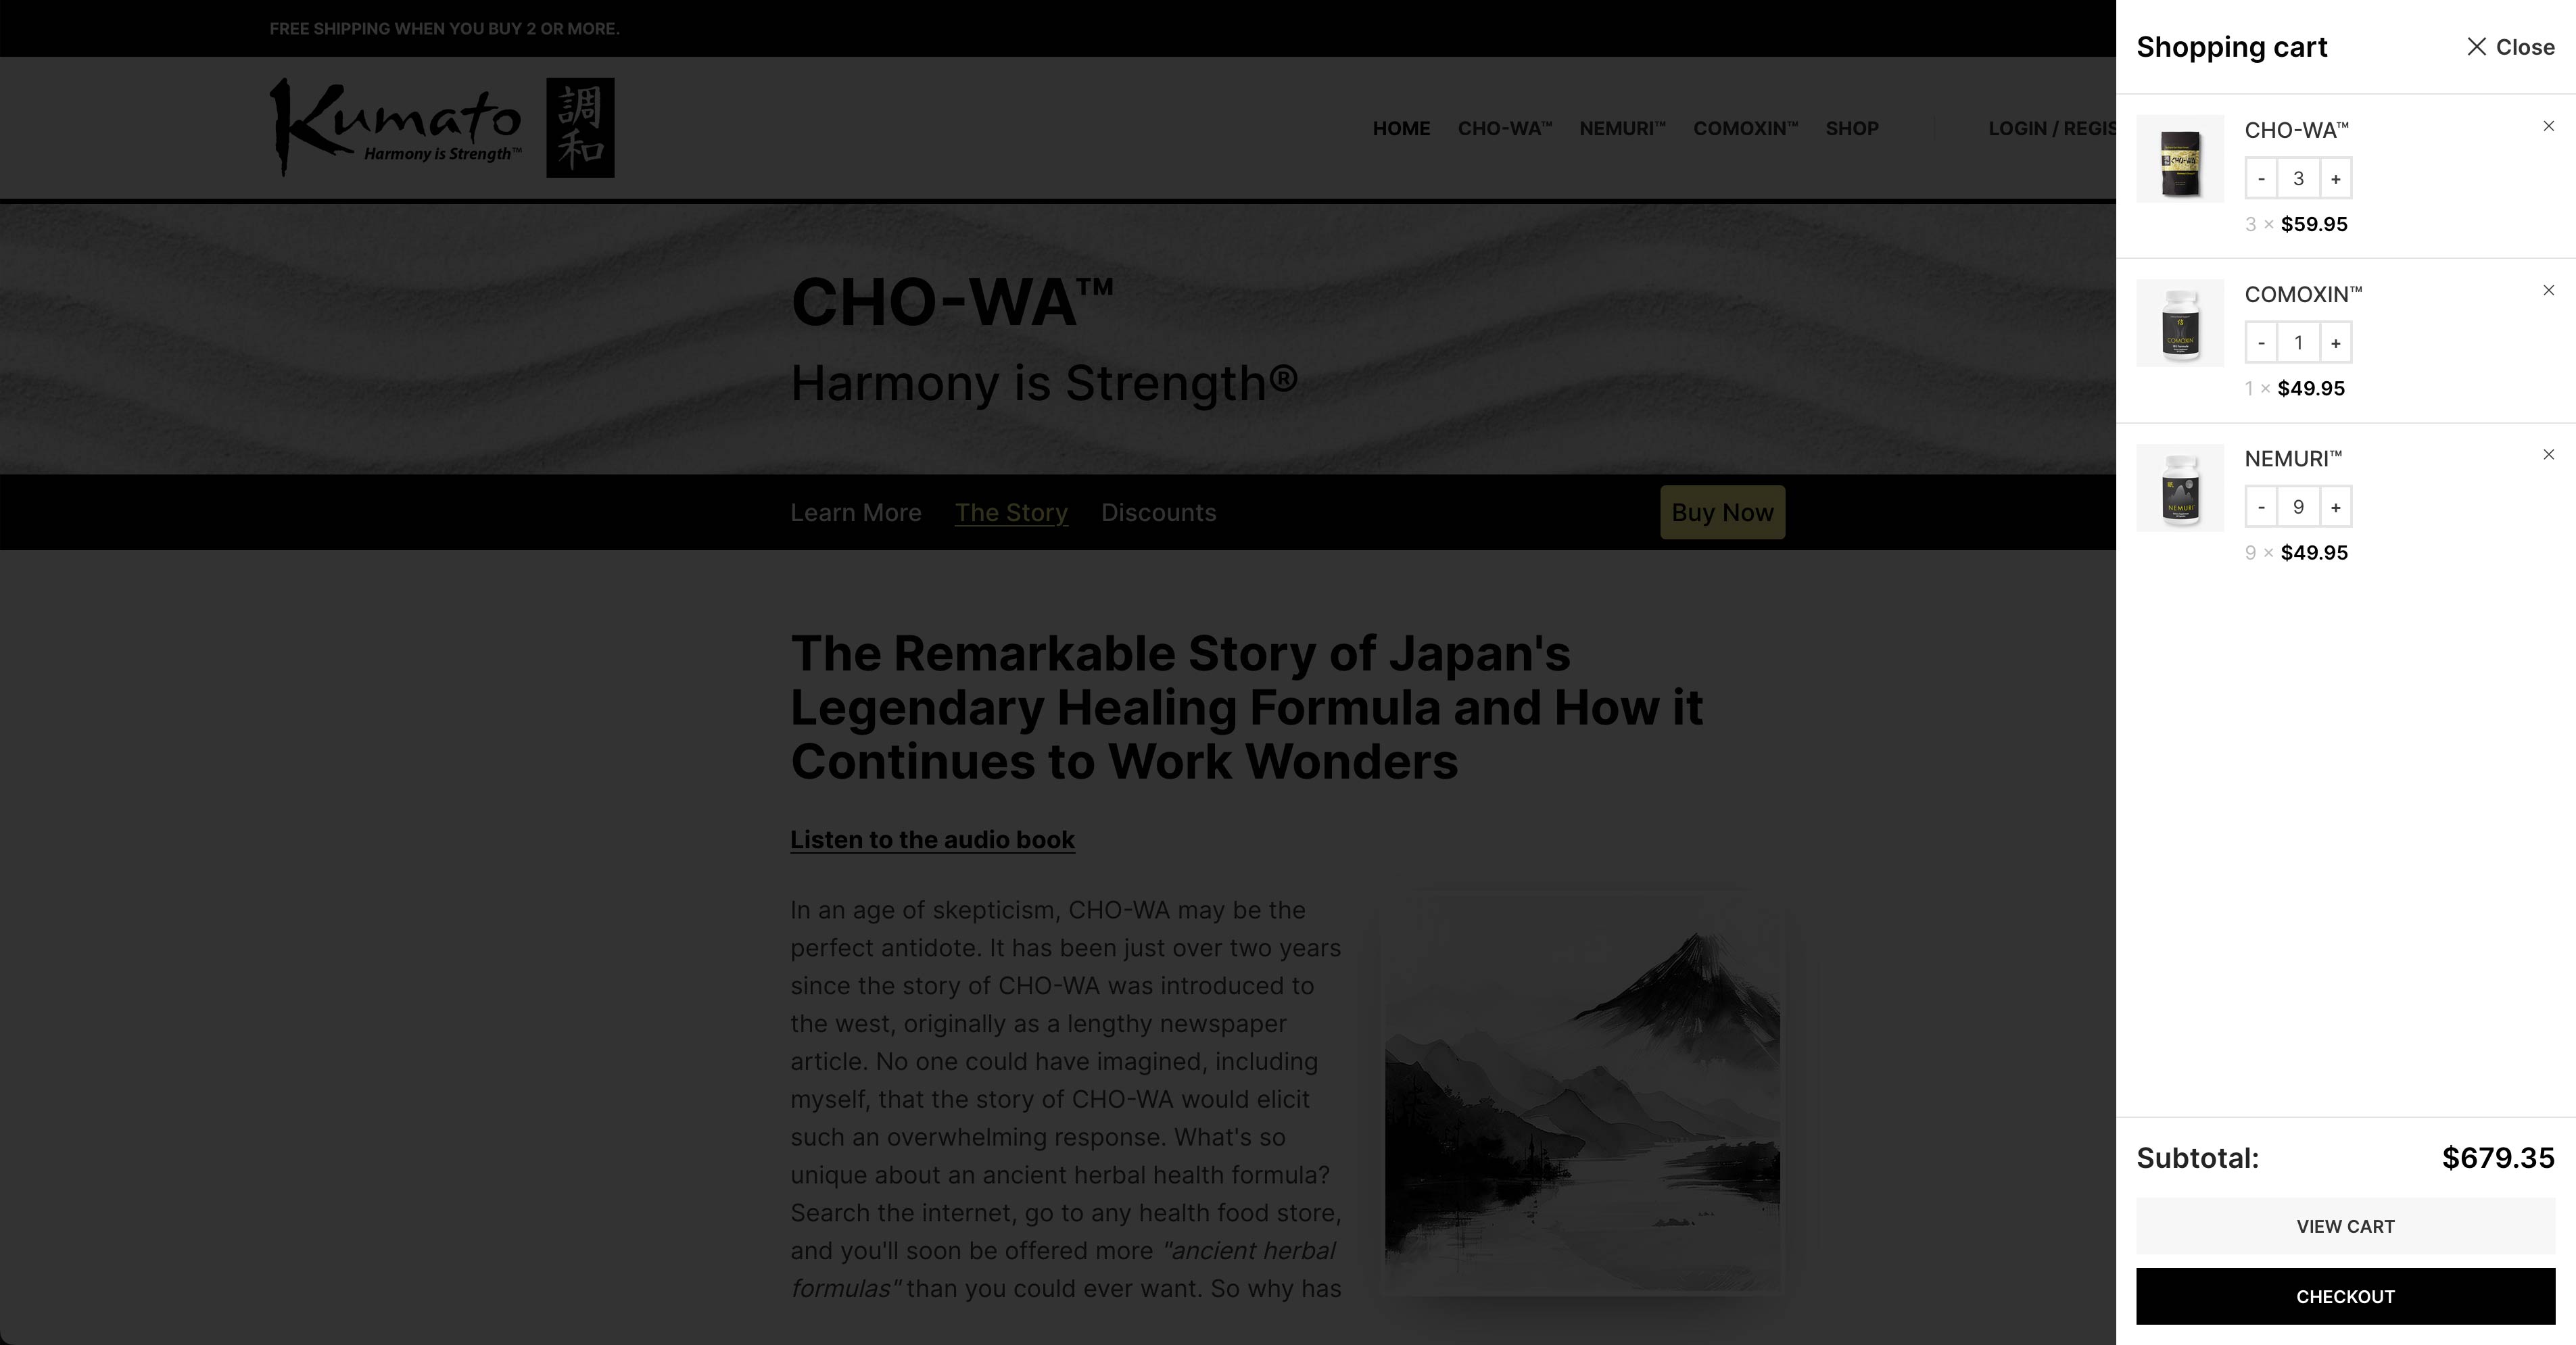 FREE SHIPPING WHEN YOU BUY 2 OR MORE.
Kumato
Harmony is Strength™
調和
HOME CHO-WA™ NEMURI™ COMOXIN™ SHOP LOGIN / REGIS
CHO-WA™
Harmony is Strength®
Learn More The Story Discounts Buy Now
The Remarkable Story of Japan's
Legendary Healing Formula and How it
Continues to Work Wonders
Listen to the audio book
In an age of skepticism, CHO-WA may be the
perfect antidote. It has been just over two years
since the story of CHO-WA was introduced to
the west, originally as a lengthy newspaper
article. No one could have imagined, including
myself, that the story of CHO-WA would elicit
such an overwhelming response. What's so
unique about an ancient herbal health formula?
Search the internet, go to any health food store,
and you'll soon be offered more "ancient herbal
formulas" than you could ever want. So why has
Shopping cart Close
CHO-WA™
CHO-WA
- 3 +
3 × $59.95
COMOXIN™
COMOXIN
- 1 +
1 × $49.95
NEMURI™
NEMURI
- 9 +
9 × $49.95
Subtotal: $679.35
VIEW CART
CHECKOUT